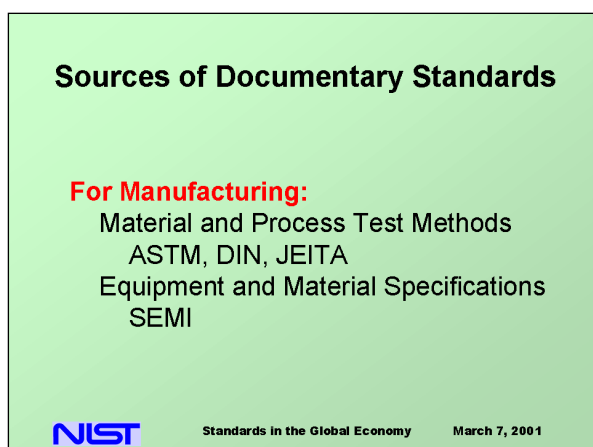 Sources of Documentary Standards
For Manufacturing:
Material and Process Test Methods
ASTM, DIN, JEITA
Equipment and Material Specifications
SEMI
NIST Standards in the Global Economy March 7, 2001